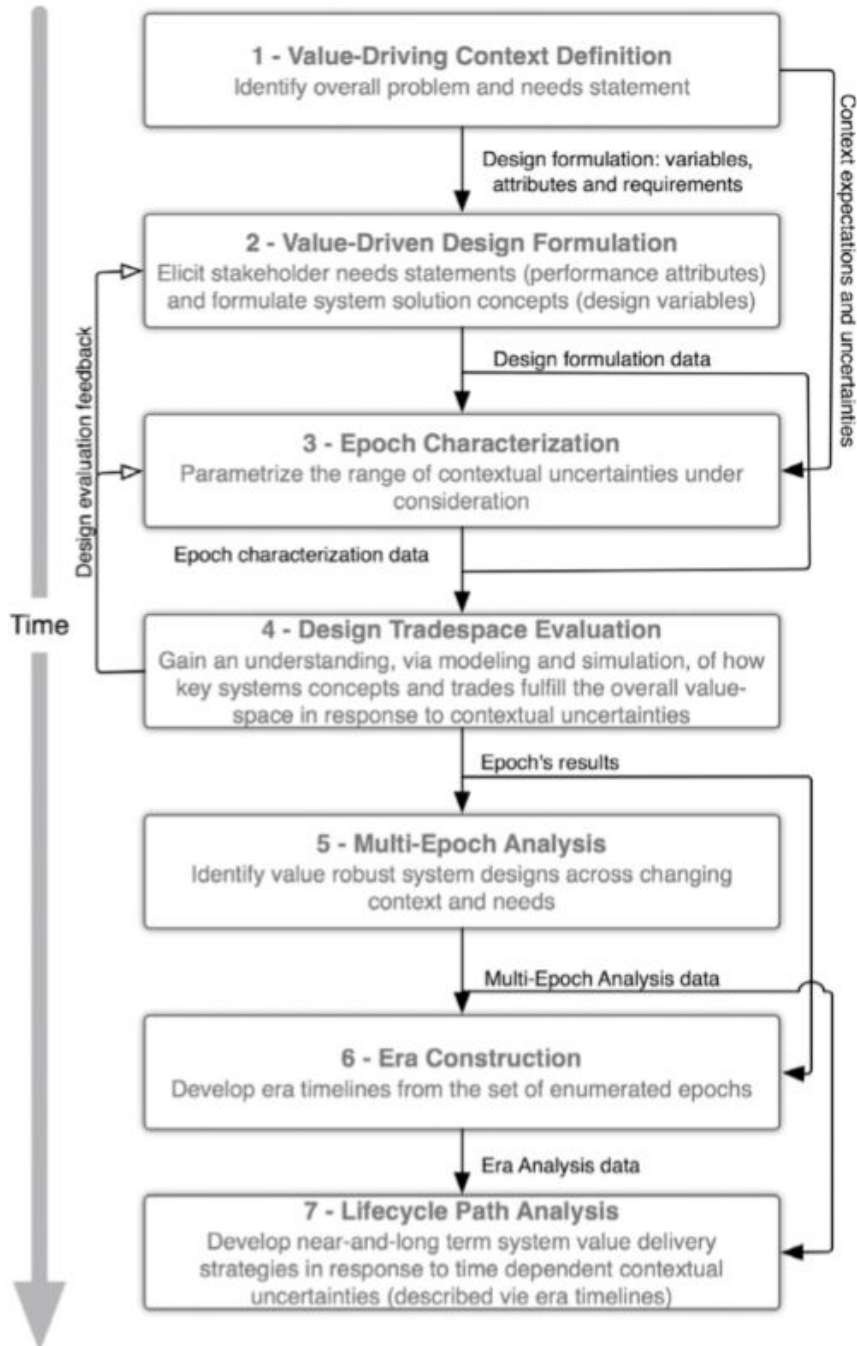 1 - Value-Driving Context Definition
Identify overall problem and needs statement
Context expectations and uncertainties
Design formulation: variables,
attributes and requirements
2 - Value-Driven Design Formulation
Elicit stakeholder needs statements (performance attributes)
and formulate system solution concepts (design variables)
Design evaluation feedback
Design formulation data
3 - Epoch Characterization
Parametrize the range of contextual uncertainties under
consideration
Epoch characterization data
Time
4 - Design Tradespace Evaluation
Gain an understanding, via modeling and simulation, of how
key systems concepts and trades fulfill the overall value-
space in response to contextual uncertainties
Epoch's results
5 - Multi-Epoch Analysis
Identify value robust system designs across changing
context and needs
Multi-Epoch Analysis data
6 - Era Construction
Develop era timelines from the set of enumerated epochs
Era Analysis data
7 - Lifecycle Path Analysis
Develop near-and-long term system value delivery
strategies in response to time dependent contextual
uncertainties (described vie era timelines)